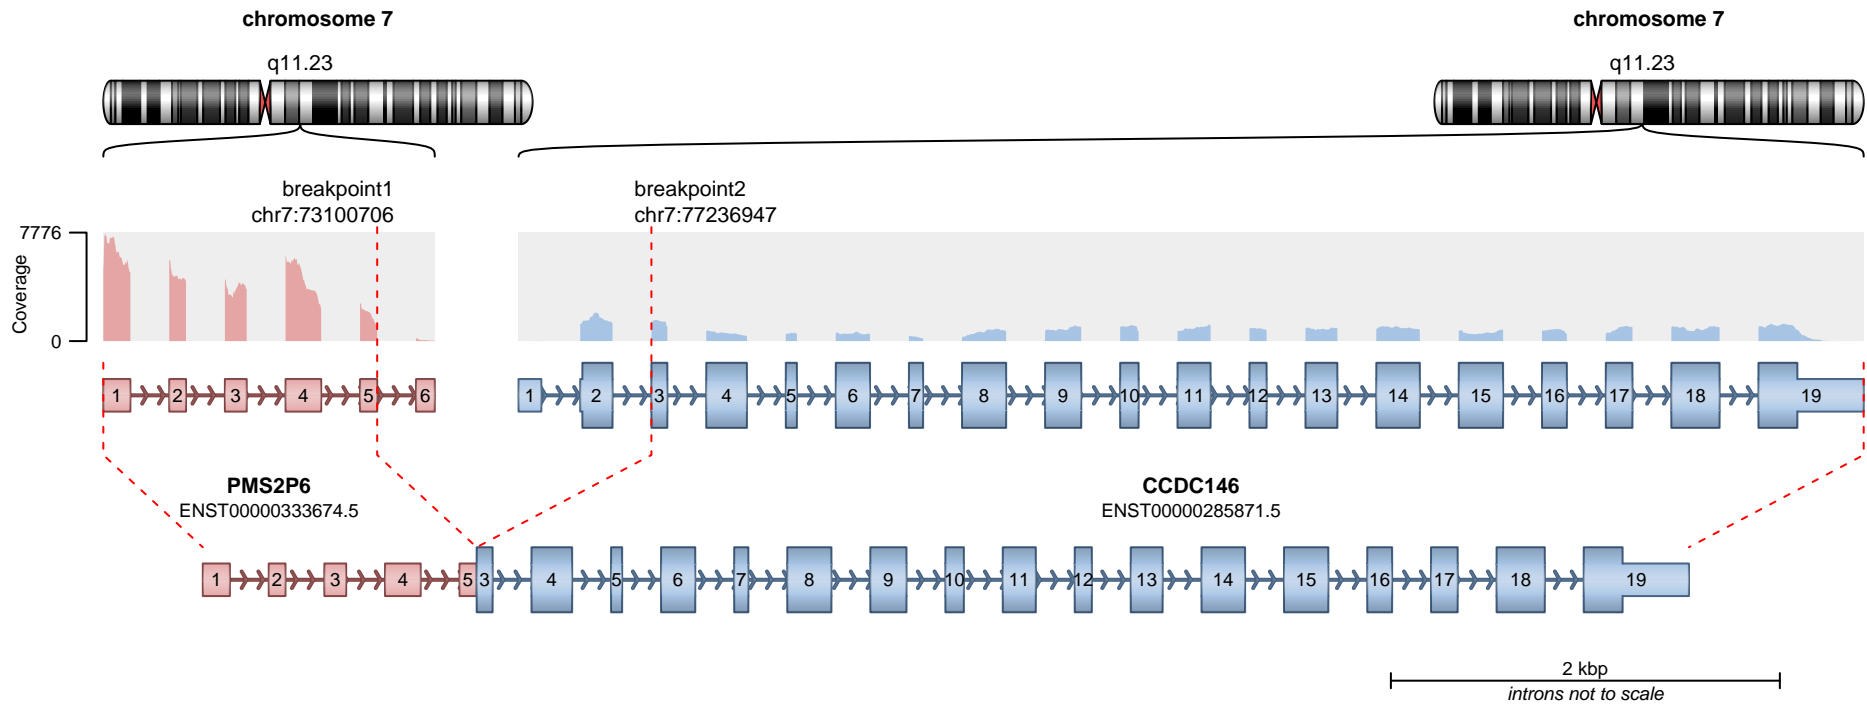 chromosome 7
chromosome 7
q11.23
q11.23
breakpoint1
chr7:73100706
breakpoint2
chr7:77236947
7776
Coverage
0
1 2 3 4 5 6
1 2 3 4 5 6 7 8 9 10 11 12 13 14 15 16 17 18 19
PMS2P6
ENST00000333674.5
CCDC146
ENST00000285871.5
1 2 3 4 5 3 4 5 6 7 8 9 10 11 12 13 14 15 16 17 18 19
2 kbp
introns not to scale